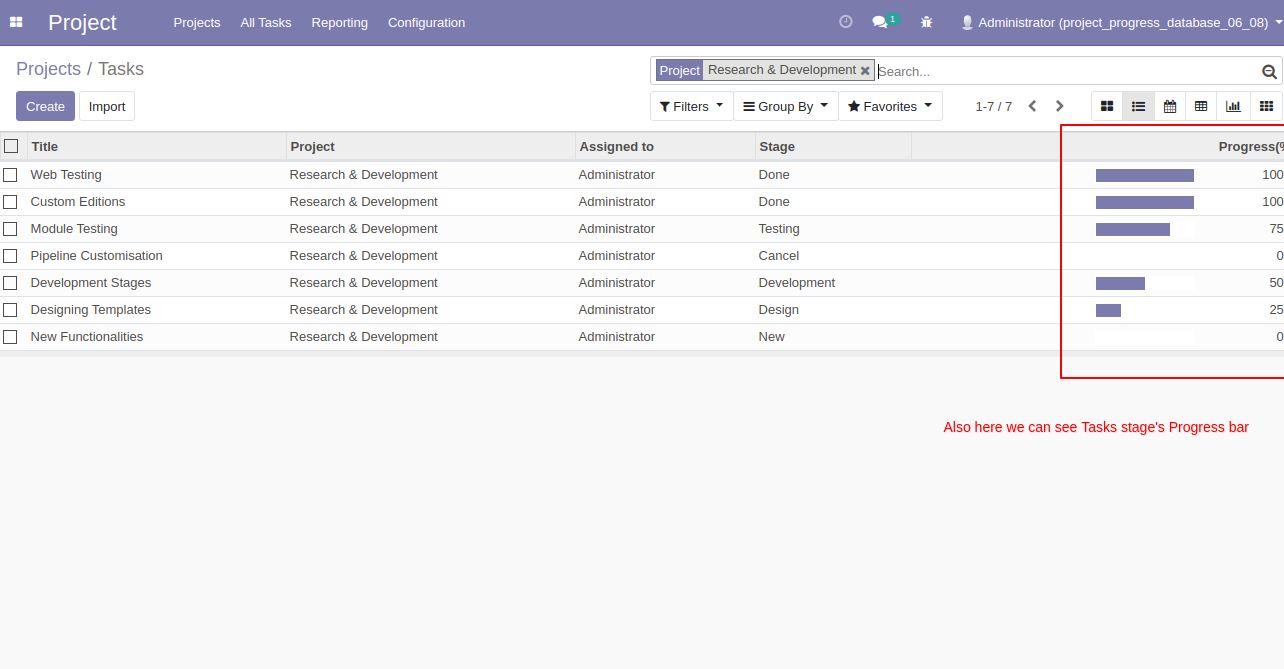 Project Projects All Tasks Reporting Configuration 1 Administrator (project_progress_database_06_08)
Projects / Tasks
Project Research & Development Search...
Create Import Filters Group By Favorites 1-7 / 7
Title Project Assigned to Stage Progress(%
Web Testing Research & Development Administrator Done 100
Custom Editions Research & Development Administrator Done 100
Module Testing Research & Development Administrator Testing 75
Pipeline Customisation Research & Development Administrator Cancel 0
Development Stages Research & Development Administrator Development 50
Designing Templates Research & Development Administrator Design 25
New Functionalities Research & Development Administrator New 0
Also here we can see Tasks stage's Progress bar